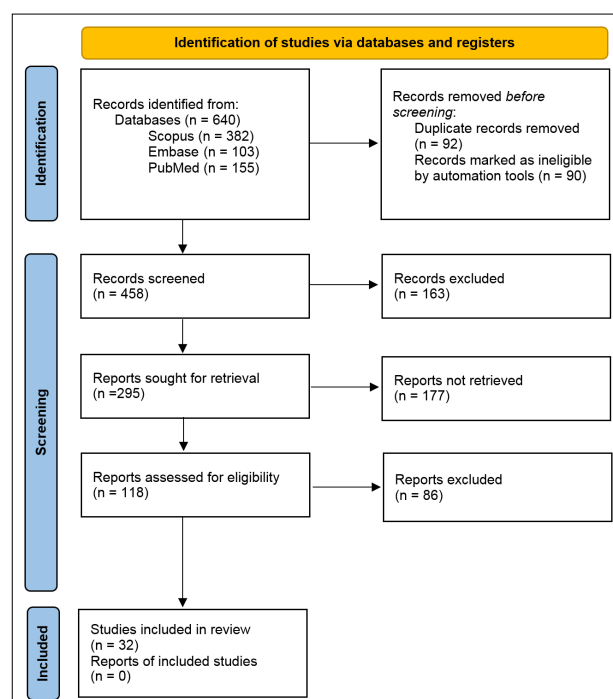 Identification of studies via databases and registers
Identification
Records identified from:
Databases (n = 640)
Scopus = 382
Embase (n = 103)
PubMed (n = 155)
Records removed before
screening:
Duplicate records removed
(n = 92)
Records marked as ineligible
by automation tools (n = 90)
Screening
Records screened
(n = 458)
Records excluded
(n = 163)
Reports sought for retrieval
(n =295)
Reports not retrieved
(n = 177)
Reports assessed for eligibility
(n = 118)
Reports excluded
(n = 86)
Included
Studies included in review
(n = 32)
Reports of included studies
(n = 0)